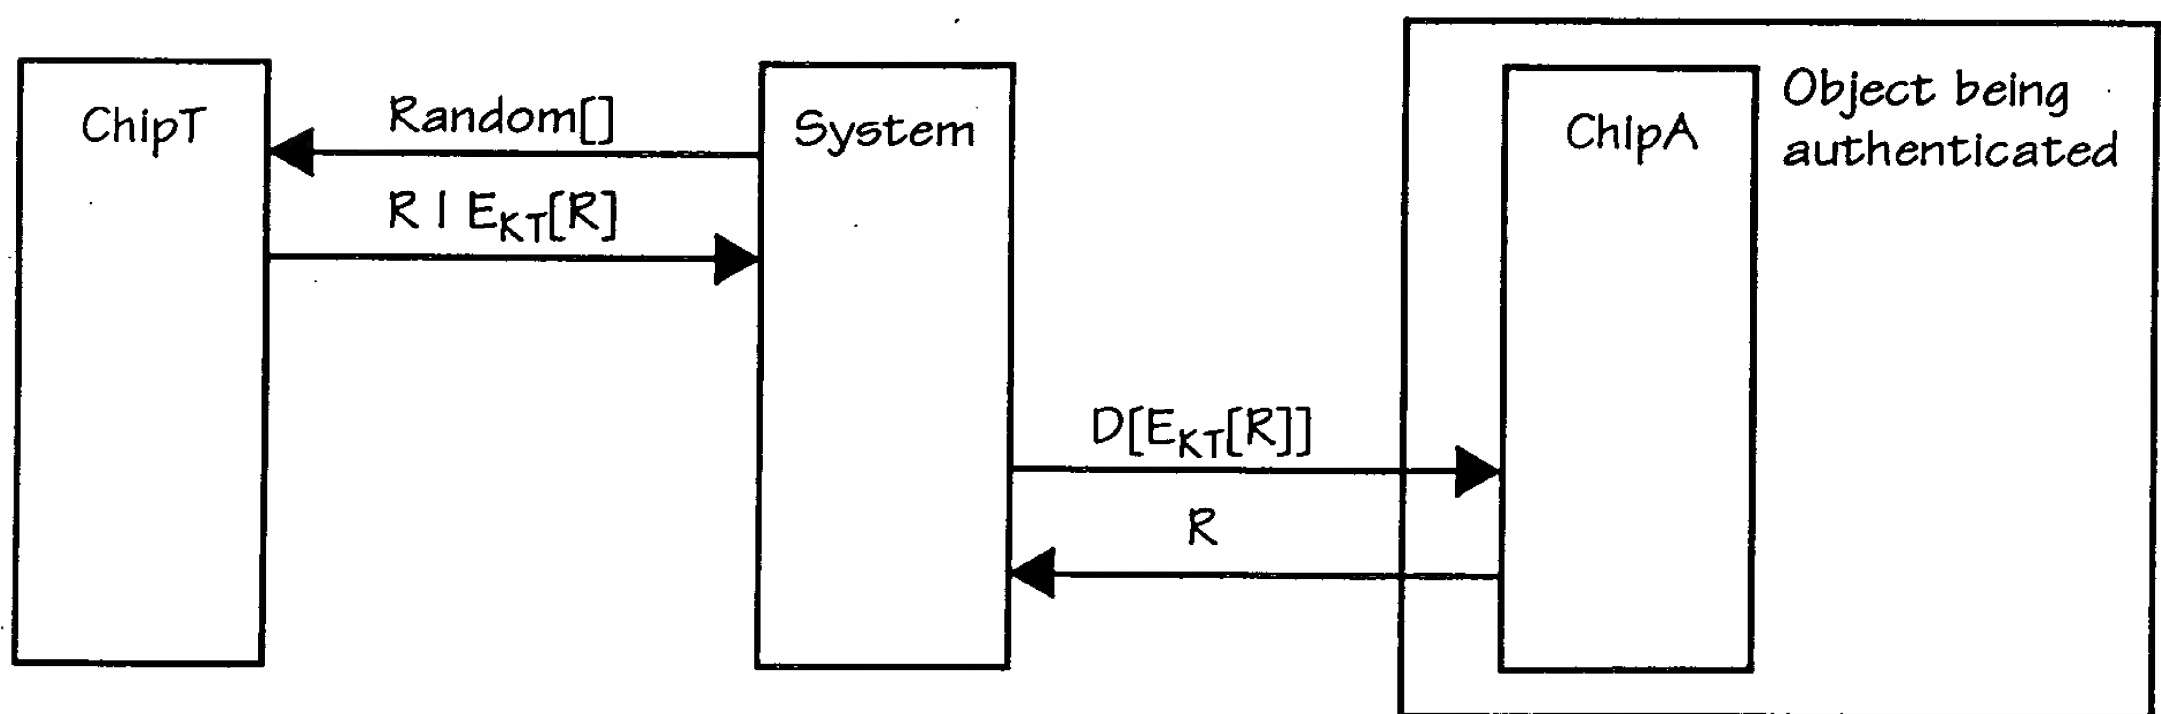 ChipT
Random[]
R | E_KT[R]
System
D[E_KT[R]]
R
ChipA
Object being
authenticated